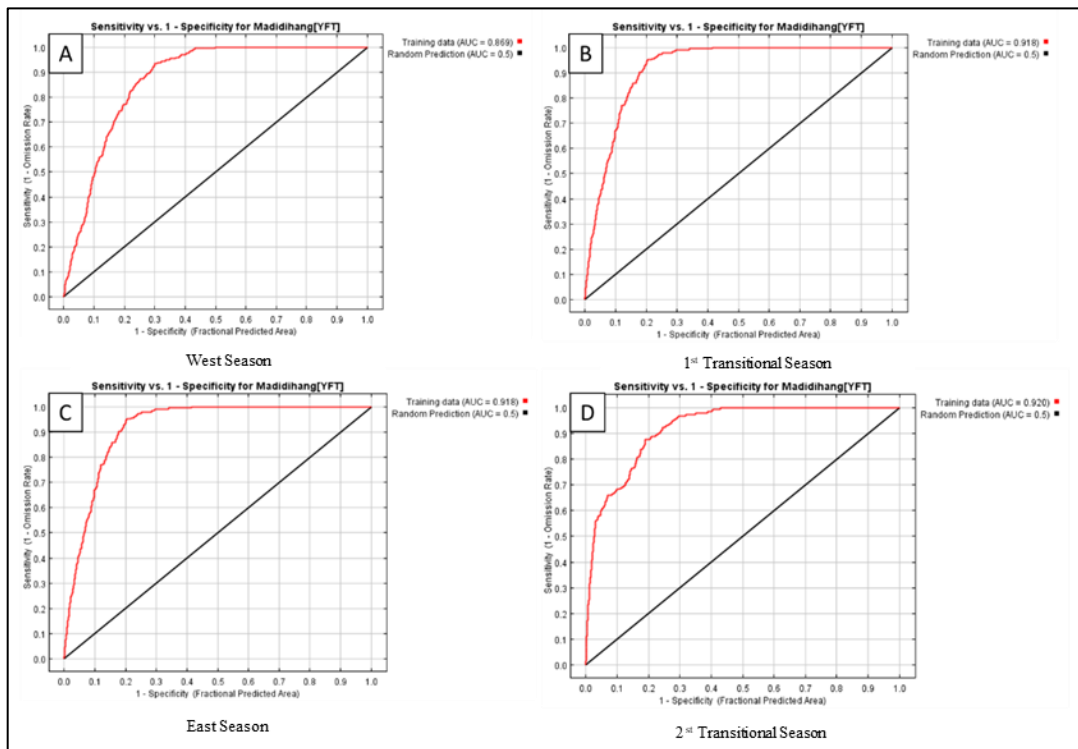 Sensitivity vs. 1 - Specificity for Madidihang[YFT]
A
Training data (AUC = 0.869)
Random Prediction (AUC = 0.5)
Sensitivity (1 - Omission Rate)
1.0
0.9
0.8
0.7
0.6
0.5
0.4
0.3
0.2
0.1
0.0
0.0 0.1 0.2 0.3 0.4 0.5 0.6 0.7 0.8 0.9 1.0
1 - Specificity (Fractional Predicted Area)
West Season
Sensitivity vs. 1 - Specificity for Madidihang[YFT]
B
Training data (AUC = 0.918)
Random Prediction (AUC = 0.5)
Sensitivity (1 - Omission Rate)
1.0
0.9
0.8
0.7
0.6
0.5
0.4
0.3
0.2
0.1
0.0
0.0 0.1 0.2 0.3 0.4 0.5 0.6 0.7 0.8 0.9 1.0
1 - Specificity (Fractional Predicted Area)
1st Transitional Season
Sensitivity vs. 1 - Specificity for Madidihang[YFT]
C
Training data (AUC = 0.918)
Random Prediction (AUC = 0.5)
Sensitivity (1 - Omission Rate)
1.0
0.9
0.8
0.7
0.6
0.5
0.4
0.3
0.2
0.1
0.0
0.0 0.1 0.2 0.3 0.4 0.5 0.6 0.7 0.8 0.9 1.0
1 - Specificity (Fractional Predicted Area)
East Season
Sensitivity vs. 1 - Specificity for Madidihang[YFT]
D
Training data (AUC = 0.920)
Random Prediction (AUC = 0.5)
Sensitivity (1 - Omission Rate)
1.0
0.9
0.8
0.7
0.6
0.5
0.4
0.3
0.2
0.1
0.0
0.0 0.1 0.2 0.3 0.4 0.5 0.6 0.7 0.8 0.9 1.0
1 - Specificity (Fractional Predicted Area)
2st Transitional Season